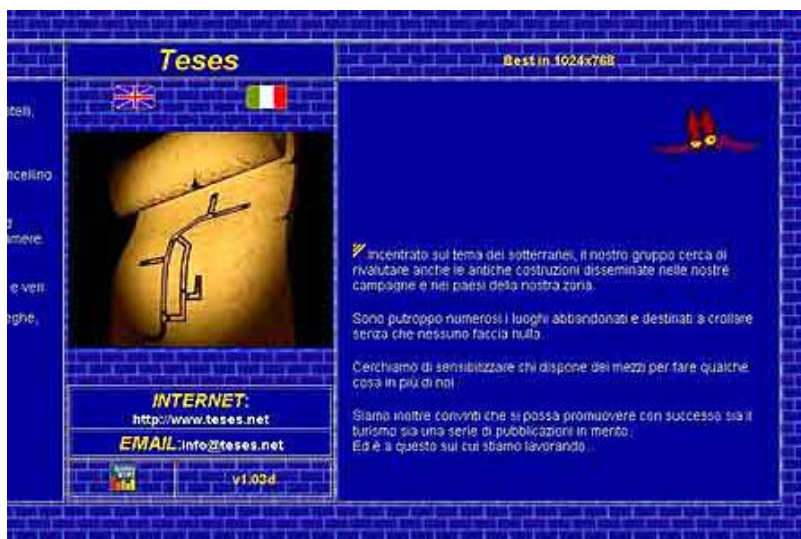 Teses
Best in 1024x768
ncellino
e veri
INTERNET:
http://www.teses.net
EMAIL:info@teses.net
v1.03d
Incentrato sul tema dei sotterranei, il nostro gruppo cerca di
rivalutare anche le antiche costruzioni disseminate nelle nostre
campagne e nei paesi della nostra zona.
Sono putroppo numerosi i luoghi abbandonati e destinati a crollare
senza che nessuno faccia nulla.
Cerchiamo di sensibilizzare chi dispone dei mezzi per fare qualche
cosa in più di noi.
Siamo inoltre convinti che si possa promuovere con successo sia il
turismo sia una serie di pubblicazioni in merito.
Ed è a questo sui cui stiamo lavorando...